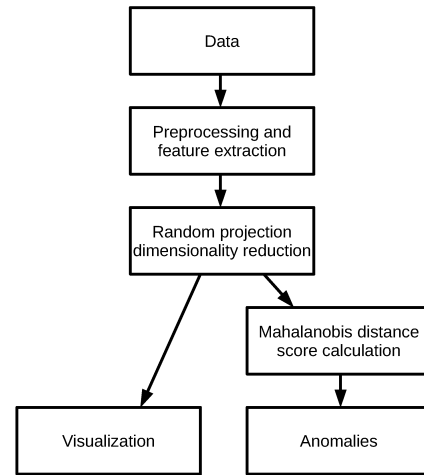 Data
Preprocessing and
feature extraction
Random projection
dimensionality reduction
Mahalanobis distance
score calculation
Visualization
Anomalies